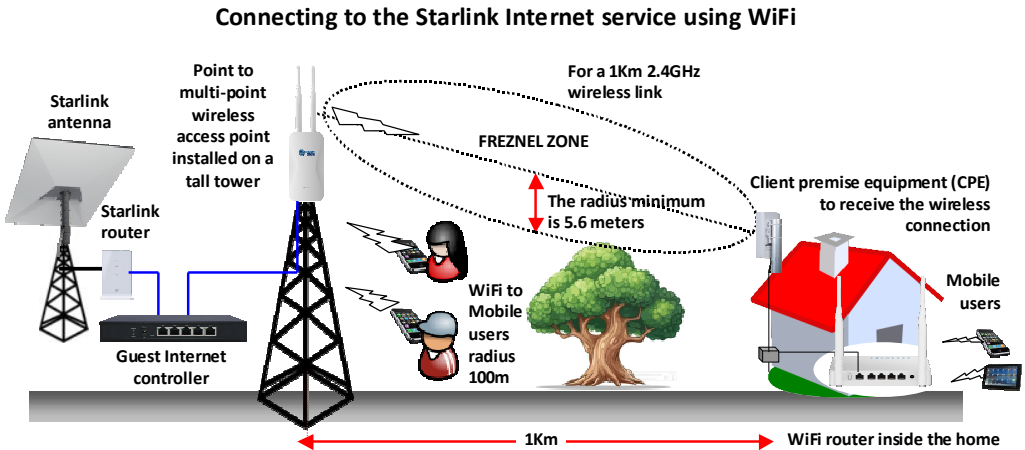 Connecting to the Starlink Internet service using WiFi
Point to
multi-point
wireless
access point
installed on a
tall tower
For a 1Km 2.4GHz
wireless link
Starlink
antenna
FREZNEL ZONE
Starlink
router
The radius minimum
is 5.6 meters
Client premise equipment (CPE)
to receive the wireless
connection
WiFi to
Mobile
users
radius
100m
Mobile
users
Guest Internet
controller
1Km
WiFi router inside the home